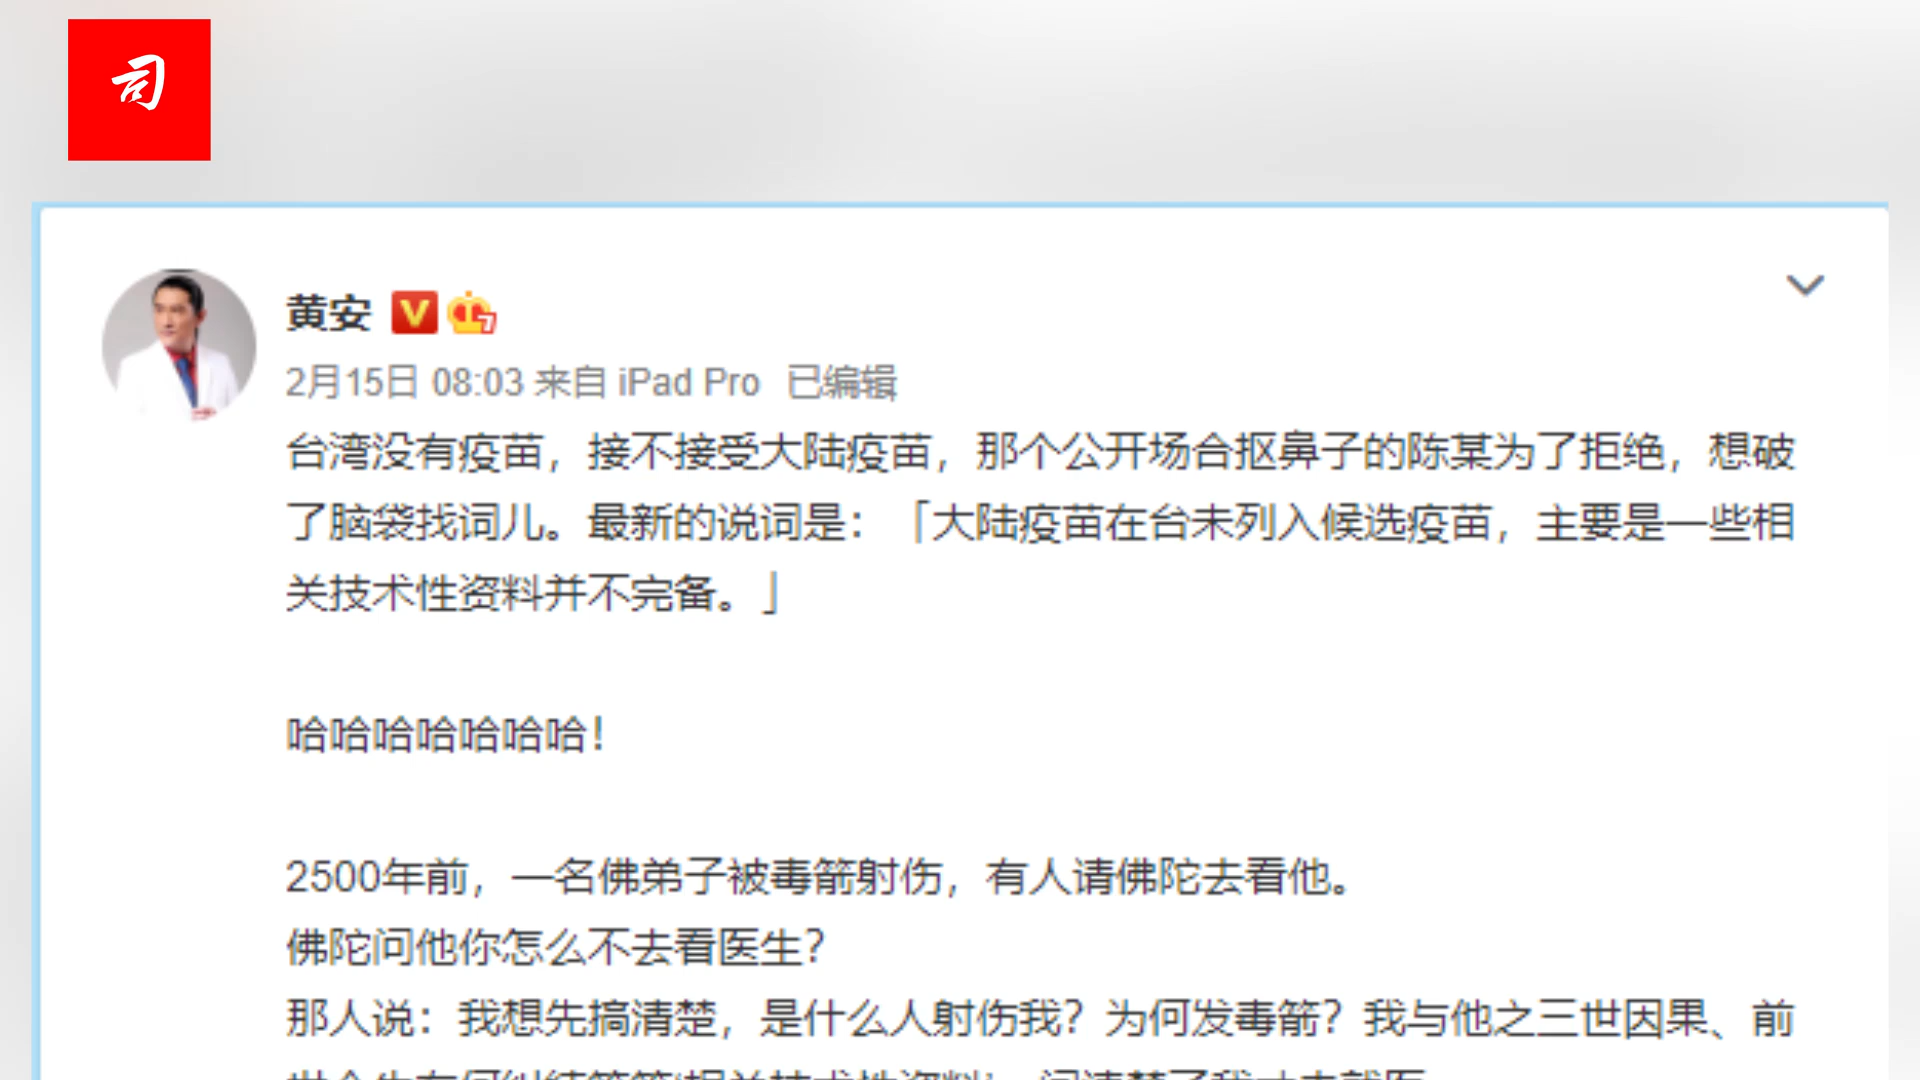 司
黄安
2月15日 08:03 来自 iPad Pro 已编辑
台湾没有疫苗，接不接受大陆疫苗，那个公开场合抠鼻子的陈某为了拒绝，想破
了脑袋找词儿。最新的说词是：「大陆疫苗在台未列入候选疫苗，主要是一些相
关技术性资料并不完备。」
哈哈哈哈哈哈哈！
2500年前，一名佛弟子被毒箭射伤，有人请佛陀去看他。
佛陀问他你怎么不去看医生？
那人说：我想先搞清楚，是什么人射伤我？为何发毒箭？我与他之三世因果、前